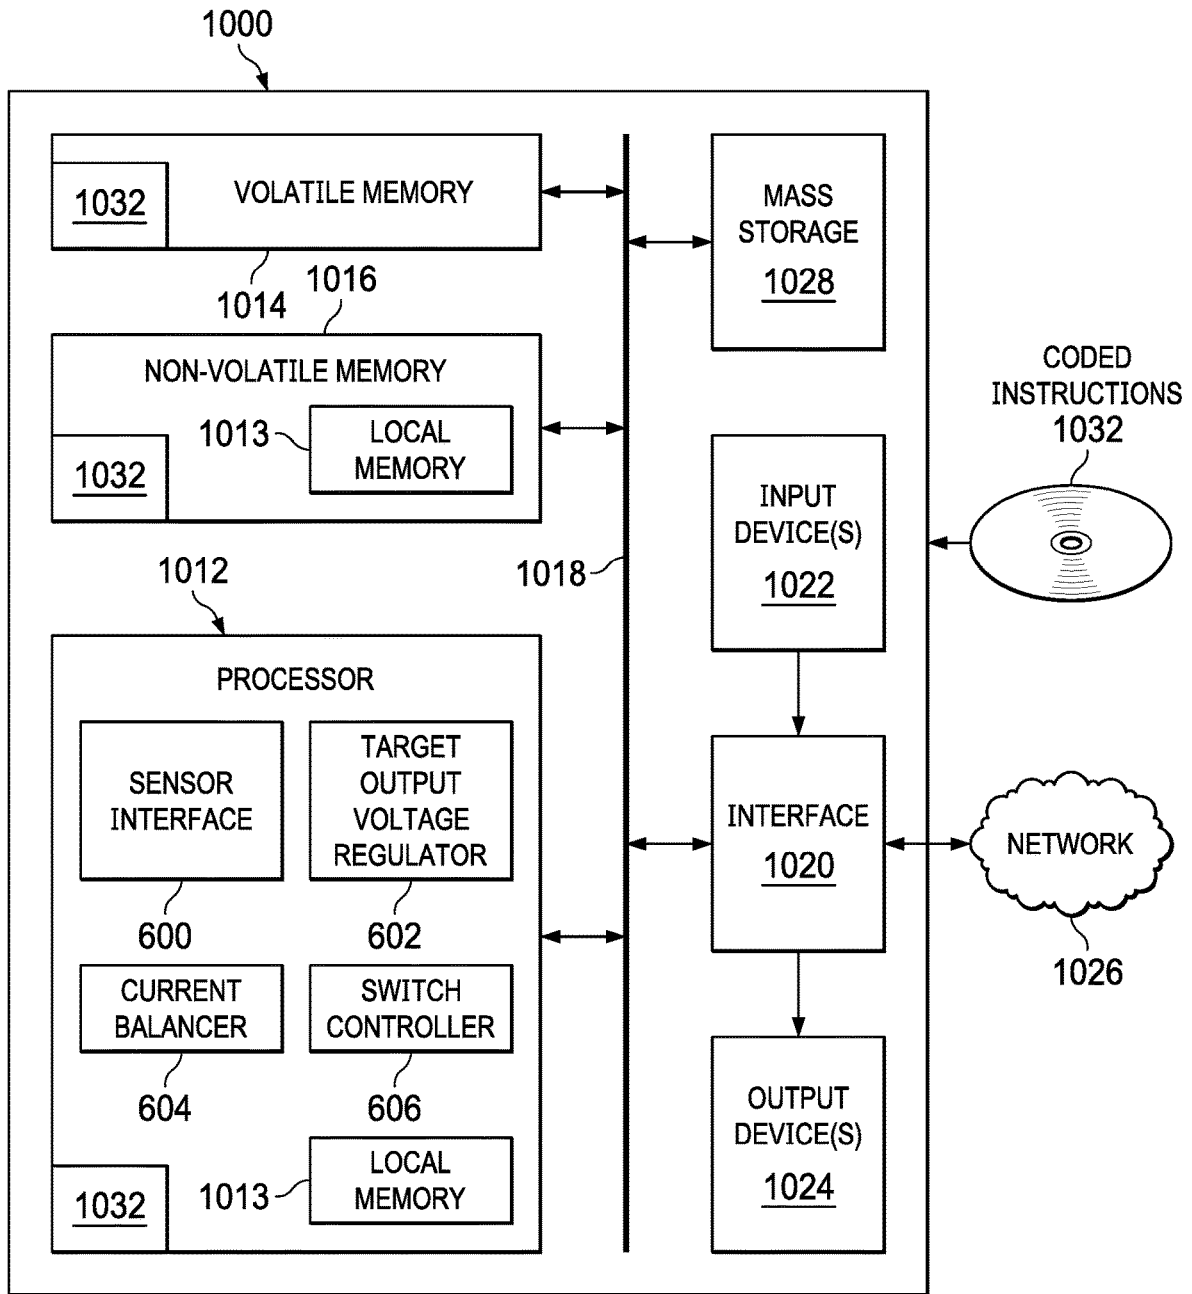 1000
1032
VOLATILE MEMORY
1014
1016
NON-VOLATILE MEMORY
1013
LOCAL
MEMORY
1032
1012
PROCESSOR
SENSOR
INTERFACE
600
TARGET
OUTPUT
VOLTAGE
REGULATOR
602
CURRENT
BALANCER
604
SWITCH
CONTROLLER
606
1013
LOCAL
MEMORY
1032
1018
MASS
STORAGE
1028
INPUT
DEVICE(S)
1022
INTERFACE
1020
OUTPUT
DEVICE(S)
1024
CODED
INSTRUCTIONS
1032
NETWORK
1026